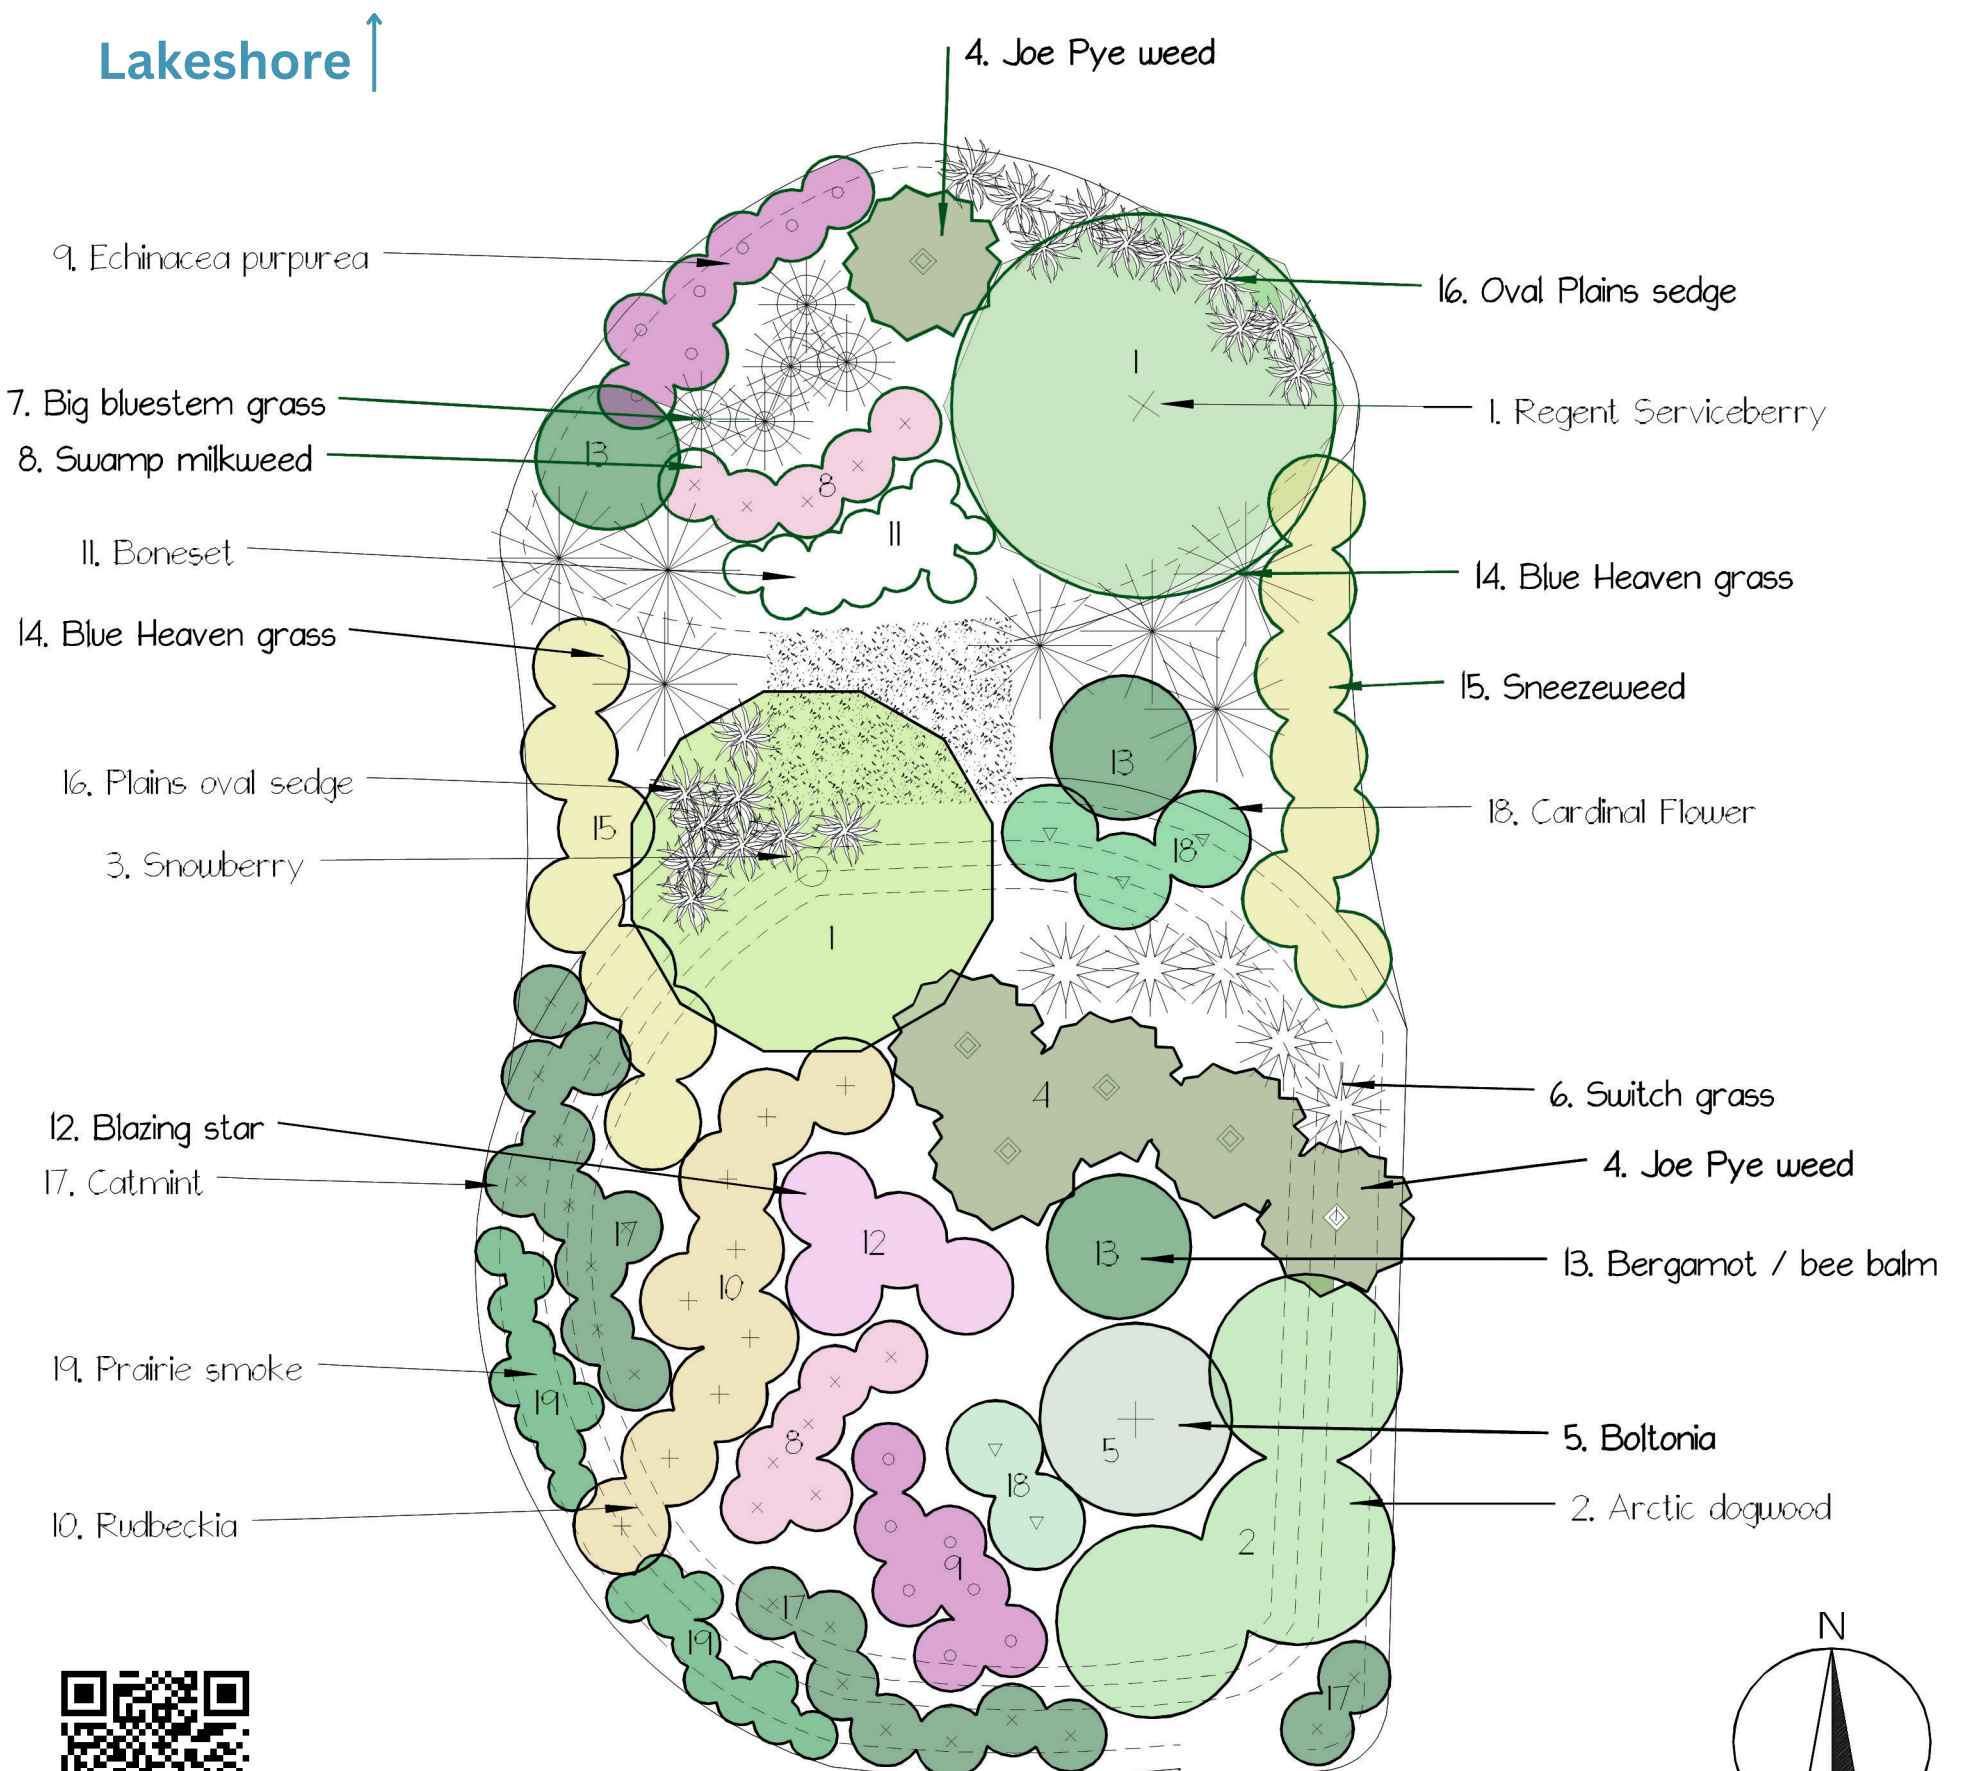 Lakeshore
4. Joe Pye weed
9. Echinacea purpurea
16. Oval Plains sedge
1
7. Big bluestem grass
1. Regent Serviceberry
13
8. Swamp milkweed
8
11
11. Boneset
14. Blue Heaven grass
14. Blue Heaven grass
15. Sneezeweed
13
16. Plains oval sedge
18. Cardinal Flower
15
18
3. Snowberry
1
4
6. Switch grass
12. Blazing star
4. Joe Pye weed
17. Catmint
17
12
13
13. Bergamot / bee balm
10
19. Prairie smoke
19
8
5
5. Boltonia
18
2. Arctic dogwood
10. Rudbeckia
2
9
17
19
N
17